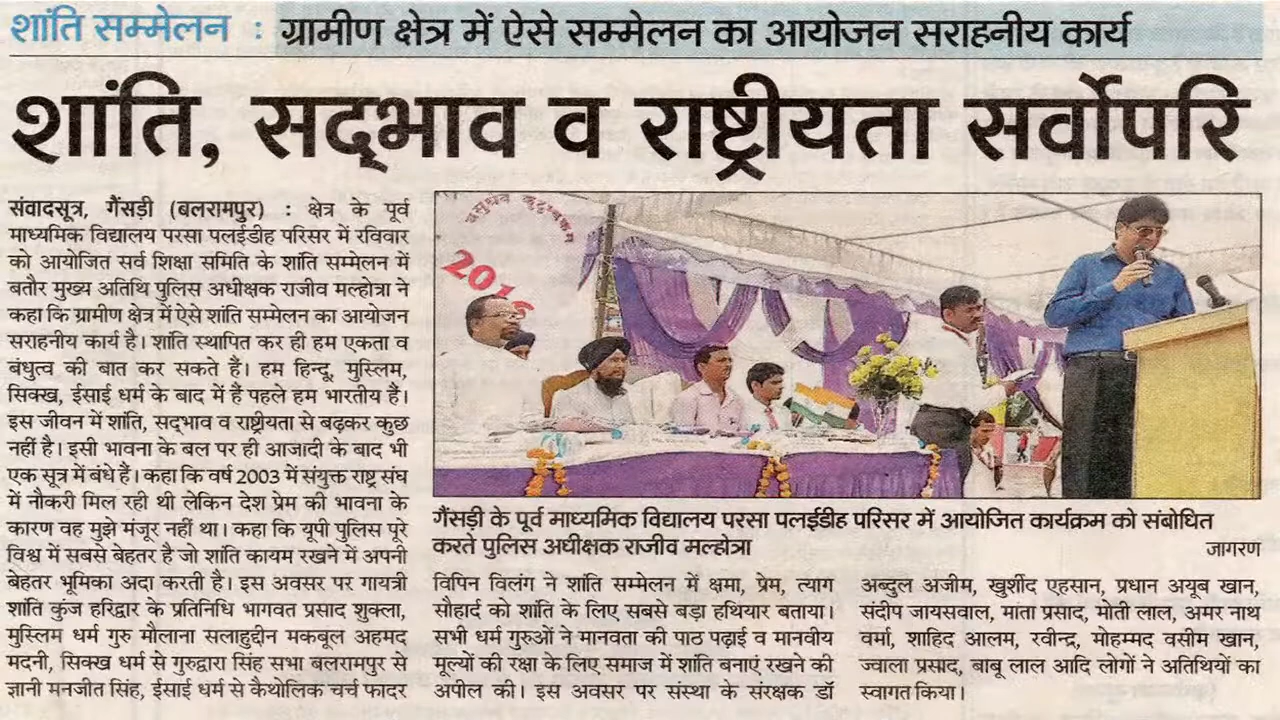 शांति सम्मेलन : ग्रामीण क्षेत्र में ऐसे सम्मेलन का आयोजन सराहनीय कार्य
शांति, सद्भाव व राष्ट्रीयता सर्वोपरि
संवादसूत्र, गैंसड़ी (बलरामपुर) : क्षेत्र के पूर्व
माध्यमिक विद्यालय परसा पलईडीह परिसर में रविवार
को आयोजित सर्व शिक्षा समिति के शांति सम्मेलन में
बतौर मुख्य अतिथि पुलिस अधीक्षक राजीव मल्होत्रा ने
कहा कि ग्रामीण क्षेत्र में ऐसे शांति सम्मेलन का आयोजन
सराहनीय कार्य है। शांति स्थापित कर ही हम एकता व
बंधुत्व की बात कर सकते हैं। हम हिन्दू, मुस्लिम,
सिक्ख, ईसाई धर्म के बाद में हैं पहले हम भारतीय हैं।
इस जीवन में शांति, सद्भाव व राष्ट्रीयता से बढ़कर कुछ
नहीं है। इसी भावना के बल पर ही आजादी के बाद भी
एक सूत्र में बंधे हैं। कहा कि वर्ष 2003 में संयुक्त राष्ट्र संघ
में नौकरी मिल रही थी लेकिन देश प्रेम की भावना के
कारण वह मुझे मंजूर नहीं था। कहा कि यूपी पुलिस पूरे
विश्व में सबसे बेहतर है जो शांति कायम रखने में अपनी
बेहतर भूमिका अदा करती है। इस अवसर पर गायत्री
शांति कुंज हरिद्वार के प्रतिनिधि भागवत प्रसाद शुक्ला,
मुस्लिम धर्म गुरु मौलाना सलाहुद्दीन मकबूल अहमद
मदनी, सिक्ख धर्म से गुरुद्वारा सिंह सभा बलरामपुर से
ज्ञानी मनजीत सिंह, ईसाई धर्म से कैथोलिक चर्च फादर
वसुधैव कुटुम्बकम
2016
गैंसड़ी के पूर्व माध्यमिक विद्यालय परसा पलईडीह परिसर में आयोजित कार्यक्रम को संबोधित
करते पुलिस अधीक्षक राजीव मल्होत्रा जागरण
विपिन विलंग ने शांति सम्मेलन में क्षमा, प्रेम, त्याग
सौहार्द को शांति के लिए सबसे बड़ा हथियार बताया।
सभी धर्म गुरुओं ने मानवता की पाठ पढ़ाई व मानवीय
मूल्यों की रक्षा के लिए समाज में शांति बनाएं रखने की
अपील की। इस अवसर पर संस्था के संरक्षक डॉ
अब्दुल अजीम, खुर्शीद एहसान, प्रधान अयूब खान,
संदीप जायसवाल, माता प्रसाद, मोती लाल, अमर नाथ
वर्मा, शाहिद आलम, रवीन्द्र, मोहम्मद वसीम खान,
ज्वाला प्रसाद, बाबू लाल आदि लोगों ने अतिथियों का
स्वागत किया।